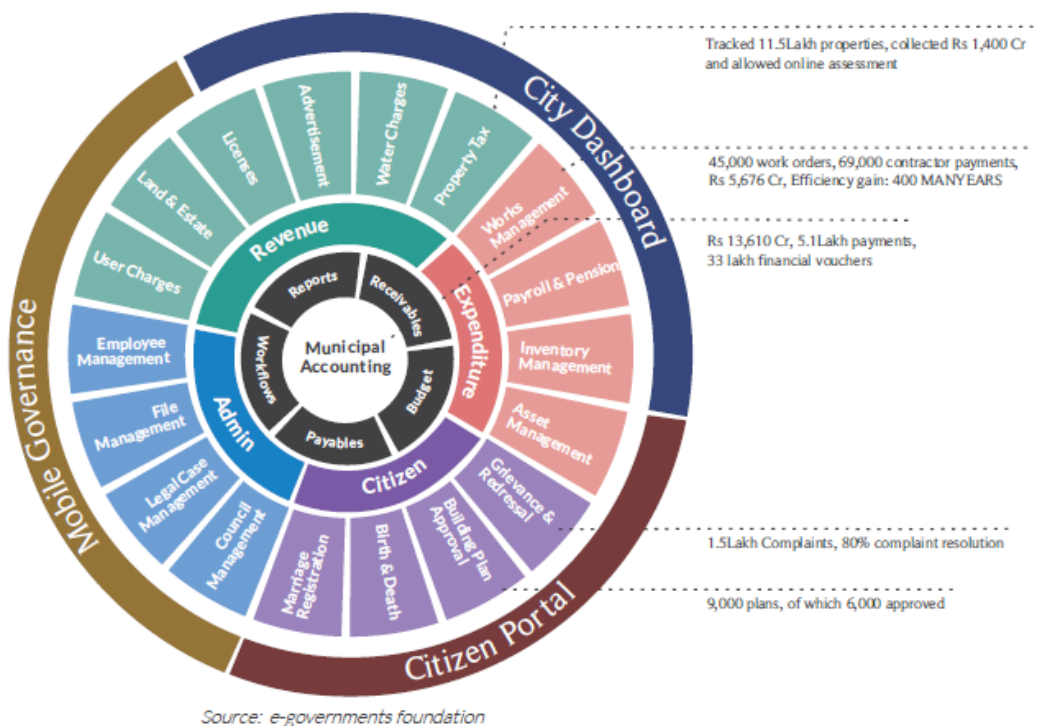 City Dashboard
Citizen Portal
Mobile Governance
Revenue
Expenditure
Citizen
Admin
Licenses
Advertisement
Water Charges
Property Tax
Works
Management
Payroll & Pension
Inventory
Management
Asset
Management
Grievance &
Redressal
Building Plan
Approval
Birth & Death
Marriage
Registration
Council
Management
Legal Case
Management
File
Management
Employee
Management
User Charges
Land & Estate
Reports
Receivables
Budget
Payables
Workflows
Municipal
Accounting
Tracked 11.5Lakh properties, collected Rs 1,400 Cr
and allowed online assessment
45,000 work orders, 69,000 contractor payments,
Rs 5,676 Cr, Efficiency gain: 400 MANYEARS
Rs 13,610 Cr, 5.1Lakh payments,
33 lakh financial vouchers
1.5Lakh Complaints, 80% complaint resolution
9,000 plans, of which 6,000 approved
Source: e-governments foundation